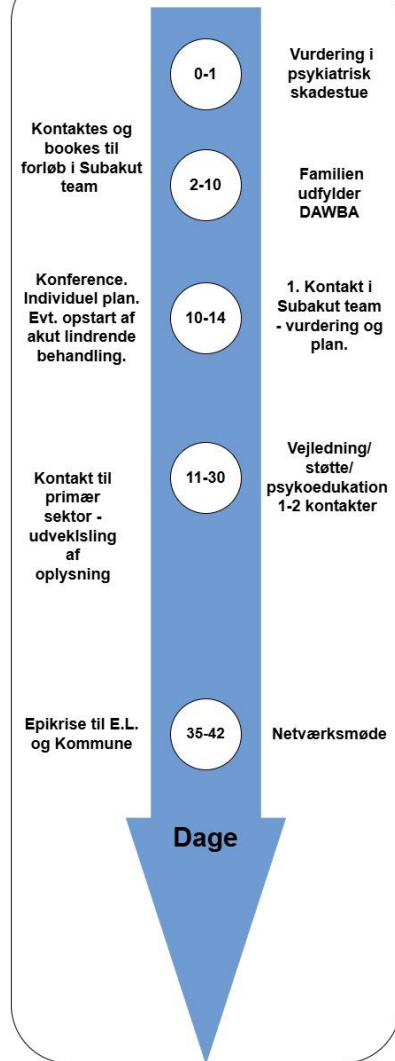 0-1
Vurdering i
psykiatrisk
skadestue
Kontaktes og
bookes til
forløb i Subakut
team
2-10
Familien
udfylder
DAWBA
Konference.
Individuel plan.
Evt. opstart af
akut lindrende
behandling.
10-14
1. Kontakt i
Subakut team
- vurdering og
plan.
Kontakt til
primær
sektor -
udveklsling
af
oplysning
11-30
Vejledning/
støtte/
psykoedukation
1-2 kontakter
Epikrise til E.L.
og Kommune
35-42
Netværksmøde
Dage